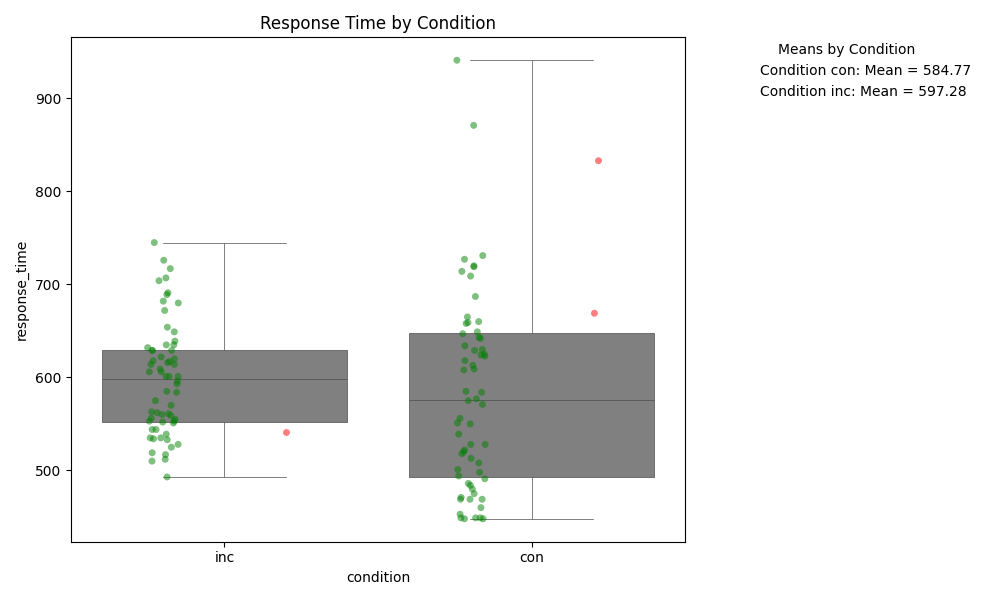 Response Time by Condition
Means by Condition
Condition con: Mean = 584.77
Condition inc: Mean = 597.28
900
800
700
600
500
response_time
inc
con
condition